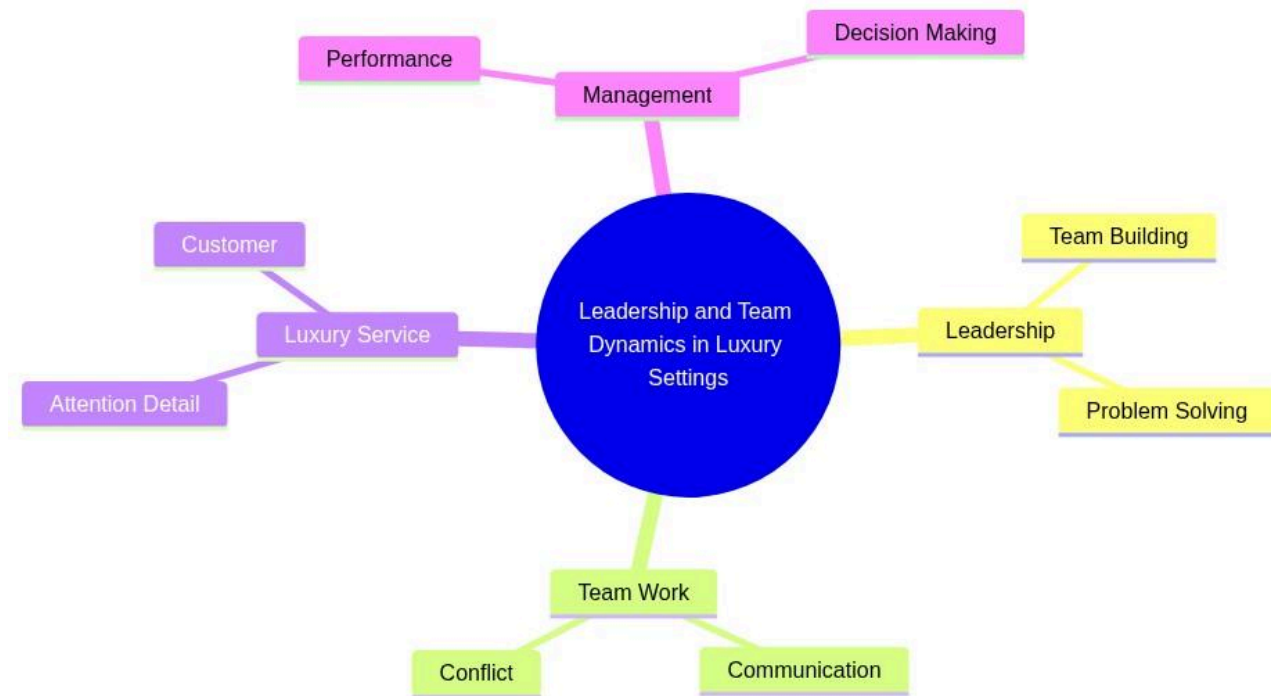 Decision Making
Performance
Management
Team Building
Customer
Leadership and Team
Dynamics in Luxury
Settings
Luxury Service
Leadership
Attention Detail
Problem Solving
Team Work
Conflict
Communication